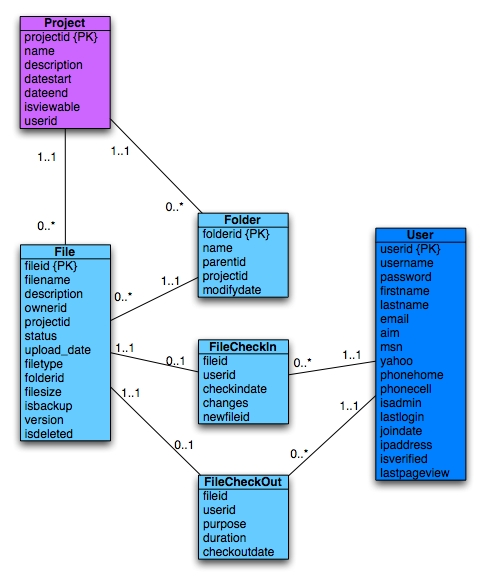 Project
projectid {PK}
name
description
datestart
dateend
isviewable
userid
1..1
1..1
0..*
0..*
Folder
folderid {PK}
name
parentid
projectid
modifydate
User
userid {PK}
username
password
firstname
lastname
email
aim
msn
yahoo
phonehome
phonecell
isadmin
lastlogin
joindate
ipaddress
isverified
lastpageview
File
fileid {PK}
filename
description
ownerid
projectid
status
upload_date
filetype
folderid
filesize
isbackup
version
isdeleted
1..1
0..*
1..1
0..1
FileCheckIn
fileid
userid
checkindate
changes
newfileid
0..*
1..1
1..1
1..1
0..1
0..*
FileCheckOut
fileid
userid
purpose
duration
checkoutdate